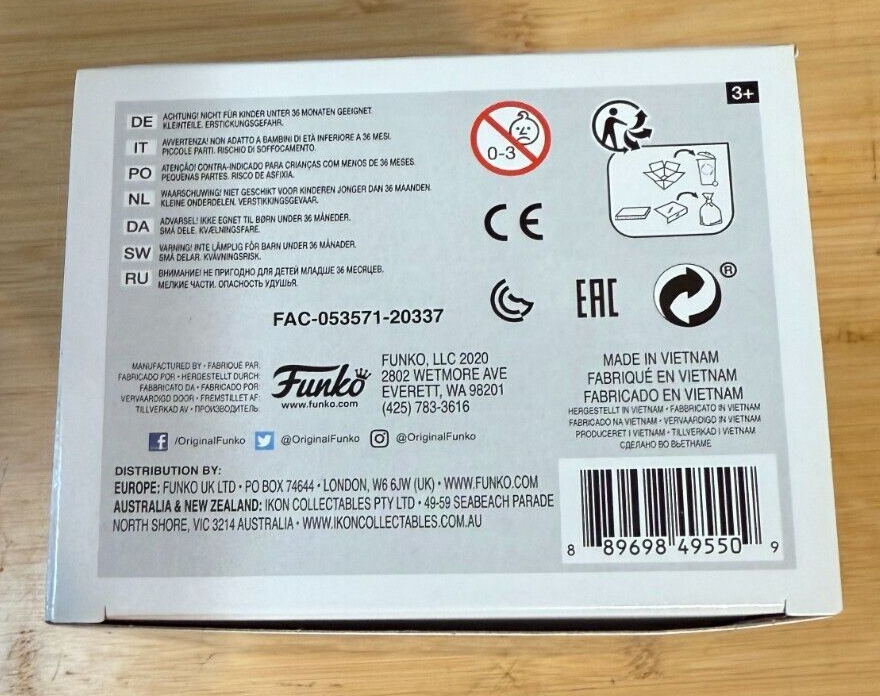 3+
DE ACHTUNG! NICHT FÜR KINDER UNTER 36 MONATEN GEEIGNET.
KLEINTEILE. ERSTICKUNGSGEFAHR.
IT AVVERTENZA! NON ADATTO A BAMBINI DI ETÀ INFERIORE A 36 MESI.
PICCOLE PARTI. RISCHIO DI SOFFOCAMENTO.
PO ATENÇÃO! CONTRA-INDICADO PARA CRIANÇAS COM MENOS DE 36 MESES.
PEQUENAS PARTES. RISCO DE ASFIXIA.
NL WAARSCHUWING! NIET GESCHIKT VOOR KINDEREN JONGER DAN 36 MAANDEN.
KLEINE ONDERDELEN. VERSTIKKINGSGEVAAR.
DA ADVARSEL! IKKE EGNET TIL BØRN UNDER 36 MÅNEDER.
SMÅ DELE. KVÆLNINGSFARE.
SW VARNING! INTE LÄMPLIG FÖR BARN UNDER 36 MÅNADER.
SMÅ DELAR. KVÄVNINGSRISK.
RU ВНИМАНИЕ! НЕ ПРИГОДНО ДЛЯ ДЕТЕЙ МЛАДШЕ 36 МЕСЯЦЕВ.
МЕЛКИЕ ЧАСТИ. ОПАСНОСТЬ УДУШЬЯ.
0-3
CE
EAC
®
FAC-053571-20337
MANUFACTURED BY • FABRIQUÉ PAR:
FABRICADO POR • HERGESTELLT DURCH:
FABBRICATO DA • FABRICADO POR:
VERVAARDIGD DOOR • FREMSTILLET AF:
TILLVERKAD AV • ПРОИЗВОДИТЕЛЬ:
Funko
www.funko.com
FUNKO, LLC 2020
2802 WETMORE AVE
EVERETT, WA 98201
(425) 783-3616
MADE IN VIETNAM
FABRIQUÉ EN VIETNAM
FABRICADO EN VIETNAM
HERGESTELLT IN VIETNAM • FABBRICATO IN VIETNAM
FABRICADO NA VIETNAM • VERVAARDIGD IN VIETNAM
PRODUCERET I VIETNAM • TILLVERKAD I VIETNAM
СДЕЛАНО ВО ВЬЕТНАМЕ
/OriginalFunko @OriginalFunko @OriginalFunko
DISTRIBUTION BY:
EUROPE: FUNKO UK LTD • PO BOX 74644 • LONDON, W6 6JW (UK) • WWW.FUNKO.COM
AUSTRALIA & NEW ZEALAND: IKON COLLECTABLES PTY LTD • 49-59 SEABEACH PARADE
NORTH SHORE, VIC 3214 AUSTRALIA • WWW.IKONCOLLECTABLES.COM.AU
8 89698 49550 9